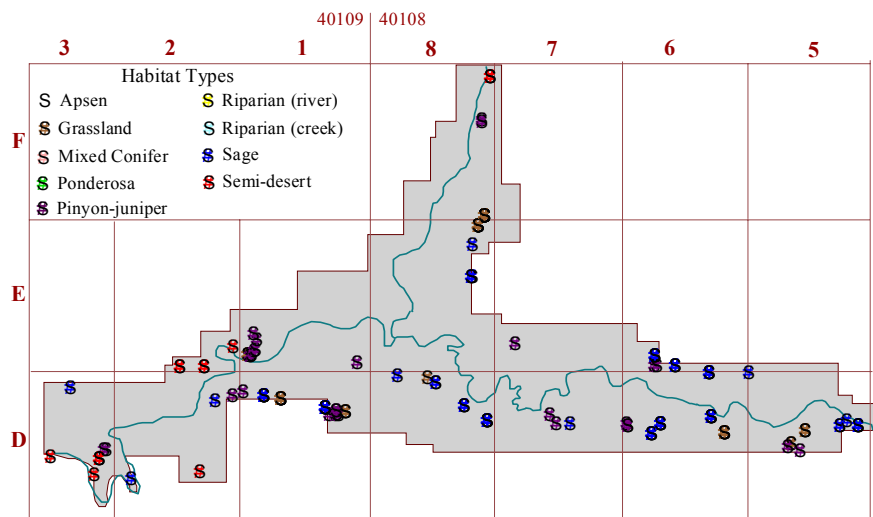 40109 40108
3 2 1 8 7 6 5
Habitat Types
S Apsen
S Riparian (river)
S Grassland
S Riparian (creek)
S Mixed Conifer
S Sage
S Ponderosa
S Semi-desert
S Pinyon-juniper
F
E
D